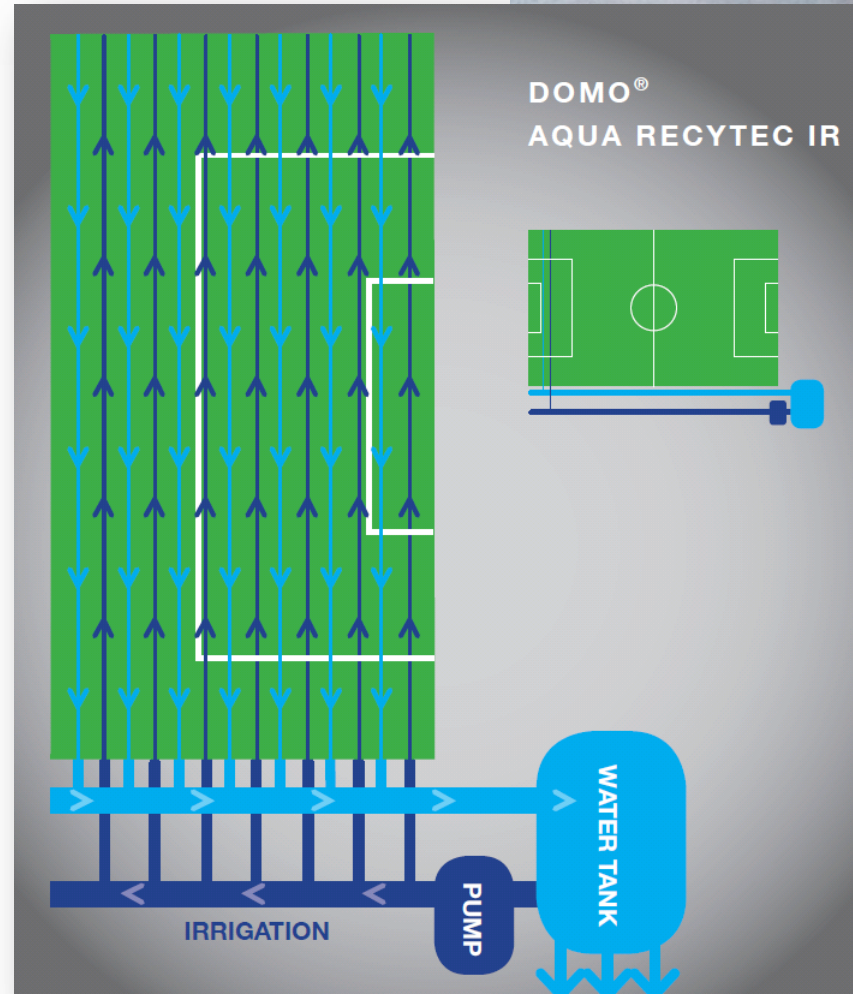 DOMO®
AQUA RECYTEC IR
WATER TANK
PUMP
IRRIGATION